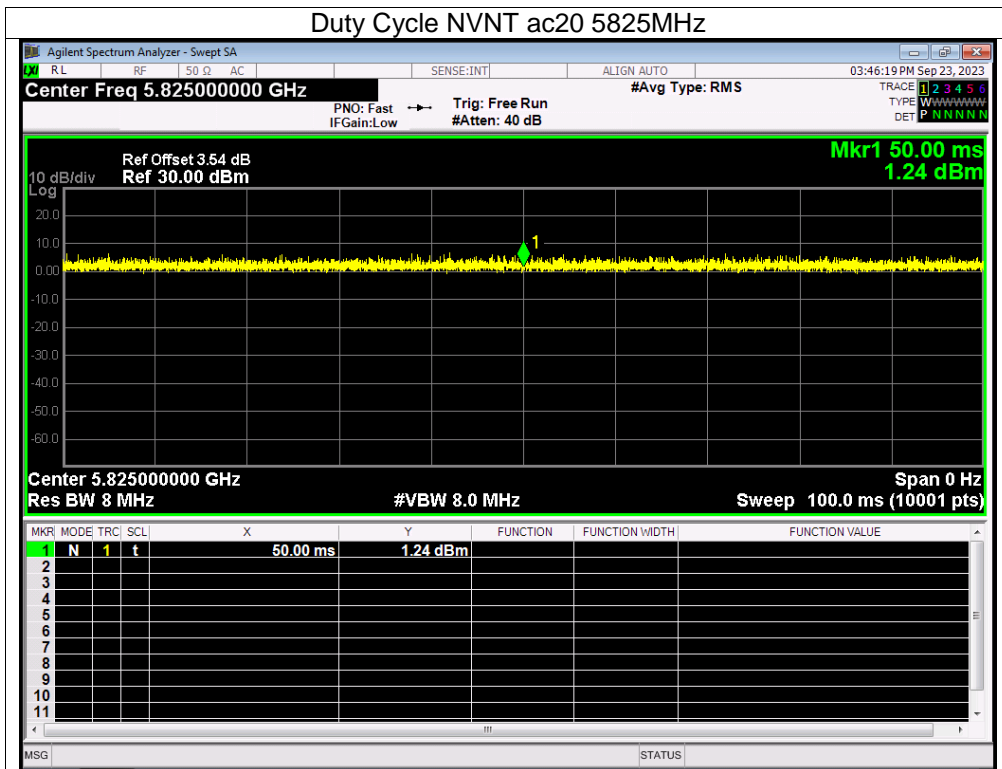 Duty Cycle NVNT ac20 5825MHz
Agilent Spectrum Analyzer - Swept SA
LXI RL RF 50 Ω AC SENSE:INT ALIGN AUTO 03:46:19 PM Sep 23, 2023
Center Freq 5.825000000 GHz #Avg Type: RMS TRACE 1 2 3 4 5 6
PNO: Fast Trig: Free Run TYPE WWWWWWW
IFGain:Low #Atten: 40 dB DET P N N N N N
Mkr1 50.00 ms
Ref Offset 3.54 dB
10 dB/div Ref 30.00 dBm 1.24 dBm
Log
20.0
10.0
1
0.00
-10.0
-20.0
-30.0
-40.0
-50.0
-60.0
Center 5.825000000 GHz Span 0 Hz
Res BW 8 MHz #VBW 8.0 MHz Sweep 100.0 ms (10001 pts)
MKR MODE TRC SCL X Y FUNCTION FUNCTION WIDTH FUNCTION VALUE
1 N 1 t 50.00 ms 1.24 dBm
2
3
4
5
6
7
8
9
10
11
MSG STATUS